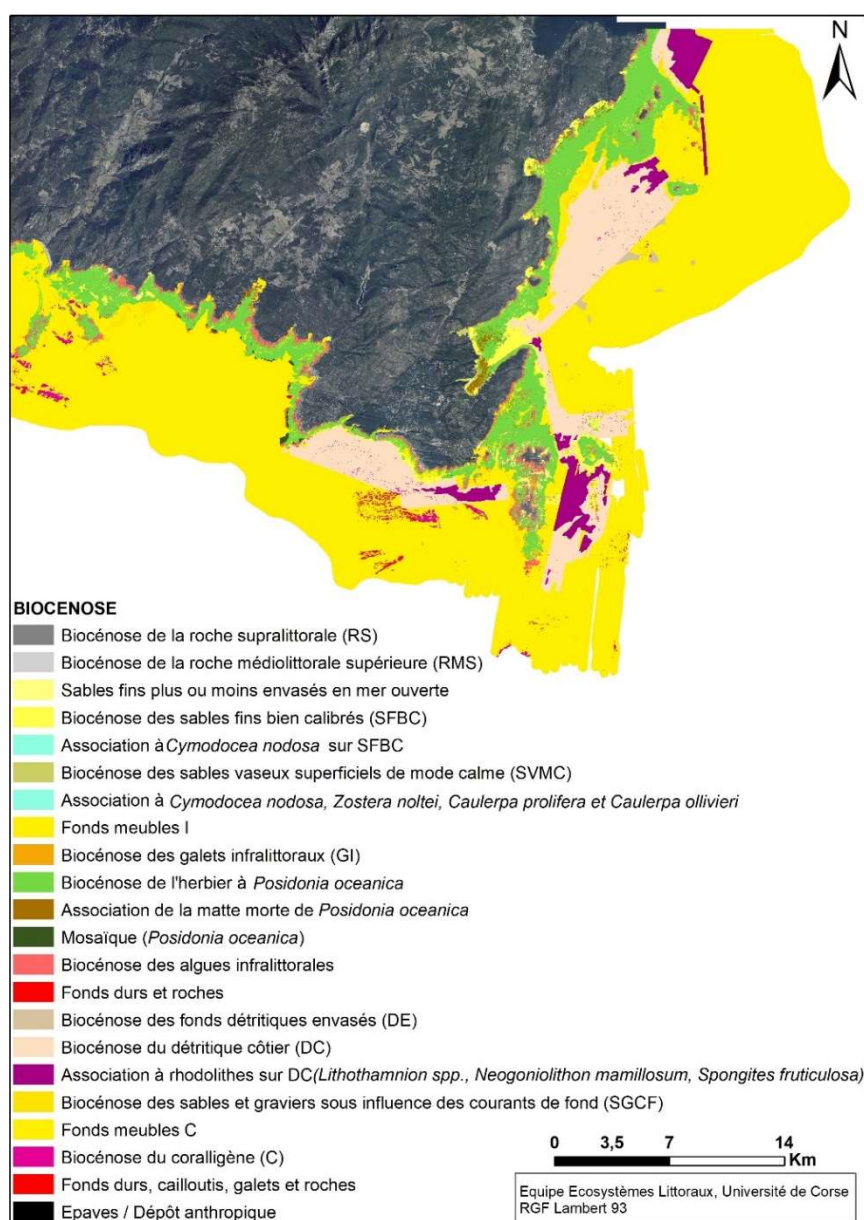 N
BIOCENOSE
Biocénose de la roche supralittorale (RS)
Biocénose de la roche médiolittorale supérieure (RMS)
Sables fins plus ou moins envasés en mer ouverte
Biocénose des sables fins bien calibrés (SFBC)
Association à Cymodocea nodosa sur SFBC
Biocénose des sables vaseux superficiels de mode calme (SVMC)
Association à Cymodocea nodosa, Zostera noltei, Caulerpa prolifera et Caulerpa ollivieri
Fonds meubles I
Biocénose des galets infralittoraux (GI)
Biocénose de l'herbier à Posidonia oceanica
Association de la matte morte de Posidonia oceanica
Mosaïque (Posidonia oceanica)
Biocénose des algues infralittorales
Fonds durs et roches
Biocénose des fonds détritiques envasés (DE)
Biocénose du détritique côtier (DC)
Association à rhodolithes sur DC(Lithothamnion spp., Neogoniolithon mamillosum, Spongites fruticulosa)
Biocénose des sables et graviers sous influence des courants de fond (SGCF)
Fonds meubles C
Biocénose du coralligène (C)
Fonds durs, cailloutis, galets et roches
Epaves / Dépôt anthropique
0 3,5 7 14
Km
Equipe Ecosystèmes Littoraux, Université de Corse
RGF Lambert 93